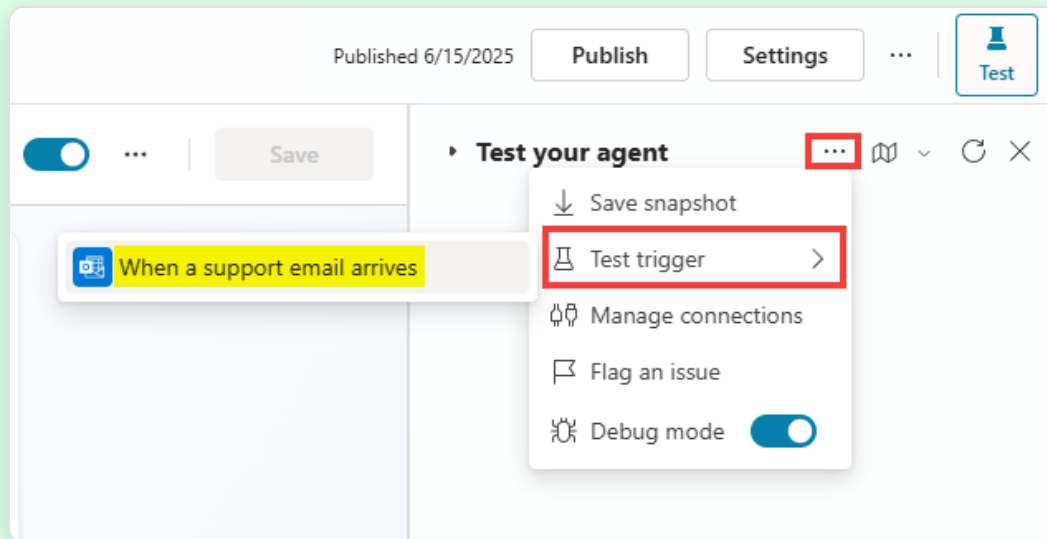 Published 6/15/2025
Publish
Settings
Test
Save
Test your agent
Save snapshot
When a support email arrives
Test trigger
Manage connections
Flag an issue
Debug mode